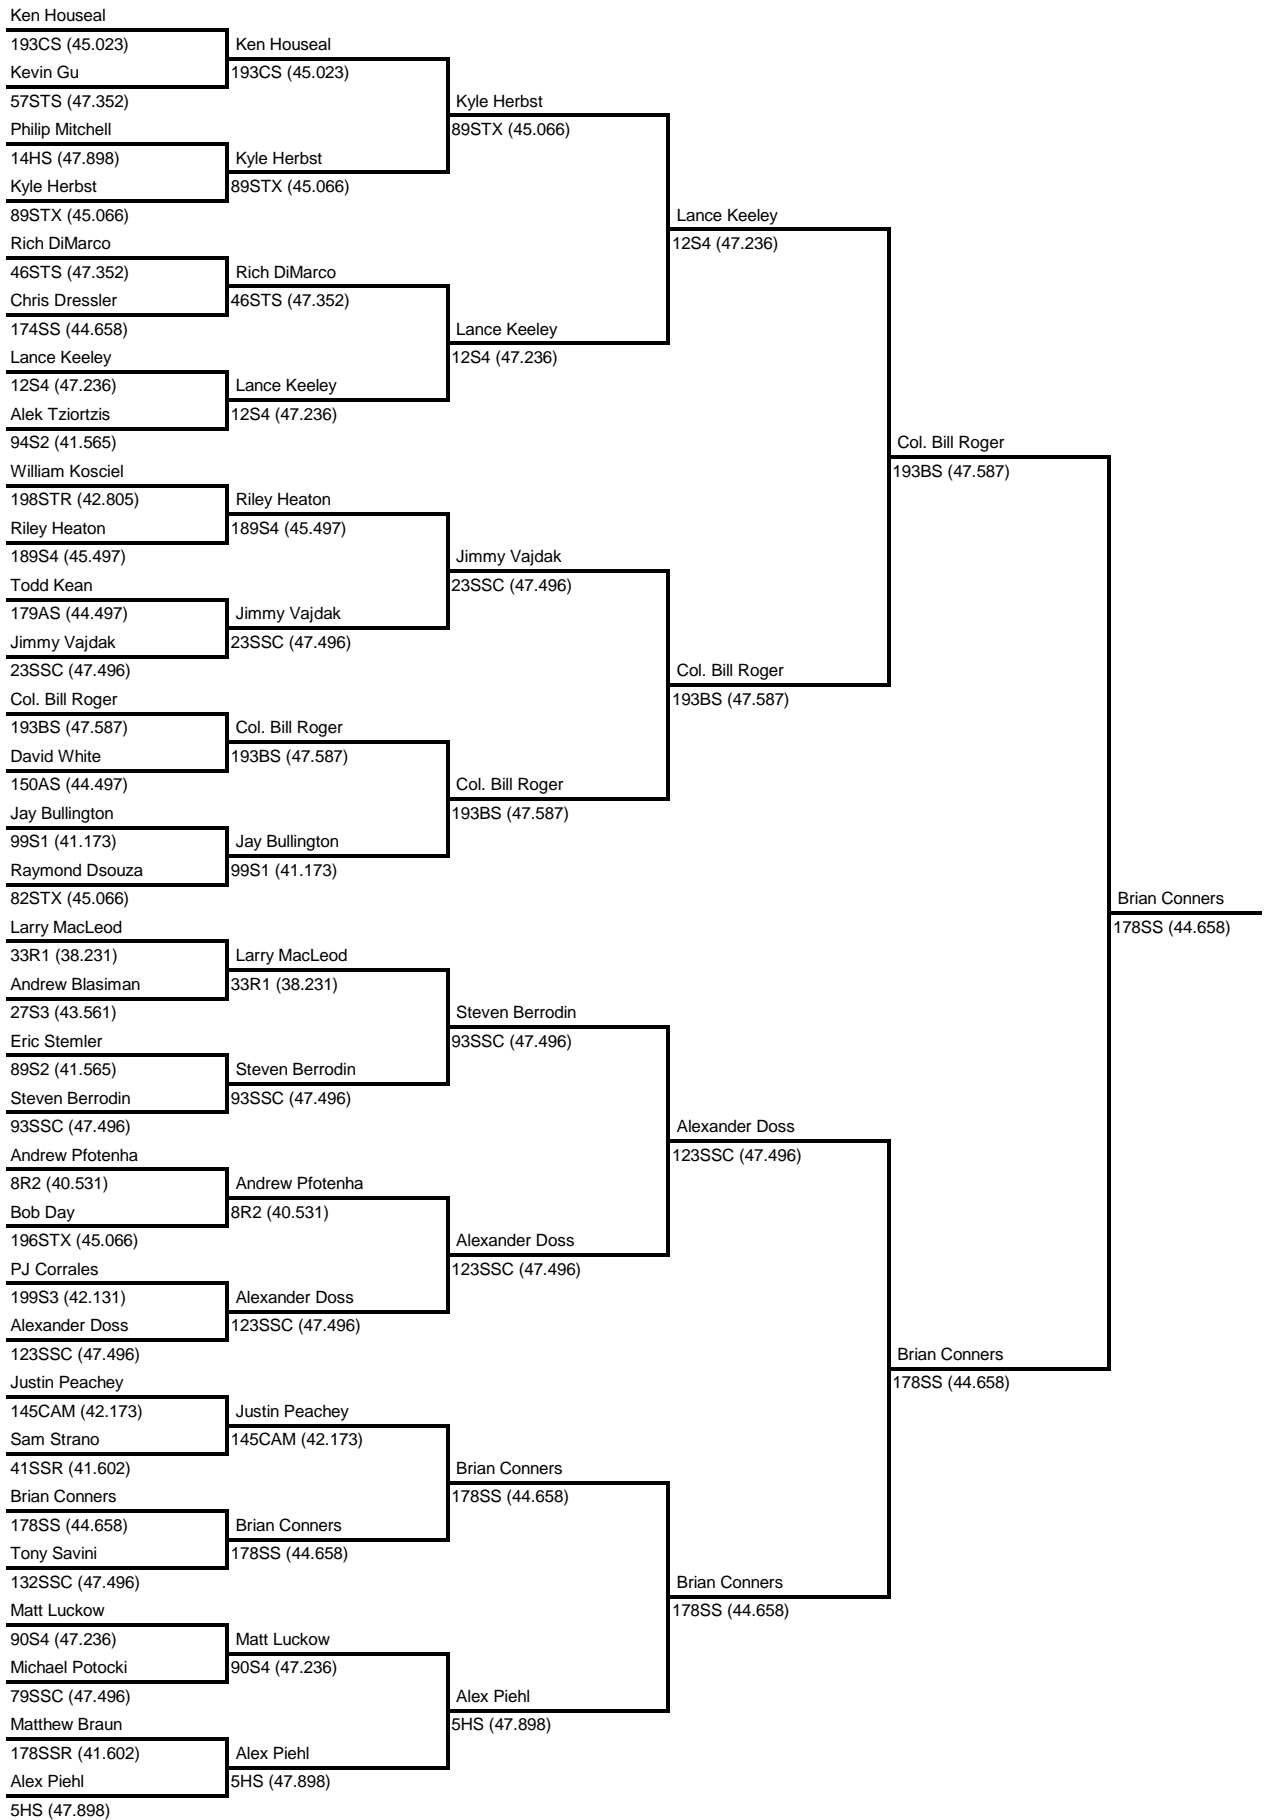 Ken Houseal
193CS (45.023)
Kevin Gu
57STS (47.352)
Philip Mitchell
14HS (47.898)
Kyle Herbst
89STX (45.066)
Rich DiMarco
46STS (47.352)
Chris Dressler
174SS (44.658)
Lance Keeley
12S4 (47.236)
Alek Tziortzis
94S2 (41.565)
William Kosciel
198STR (42.805)
Riley Heaton
189S4 (45.497)
Todd Kean
179AS (44.497)
Jimmy Vajdak
23SSC (47.496)
Col. Bill Roger
193BS (47.587)
David White
150AS (44.497)
Jay Bullington
99S1 (41.173)
Raymond Dsouza
82STX (45.066)
Larry MacLeod
33R1 (38.231)
Andrew Blasiman
27S3 (43.561)
Eric Stemler
89S2 (41.565)
Steven Berrodin
93SSC (47.496)
Andrew Pfotenha
8R2 (40.531)
Bob Day
196STX (45.066)
PJ Corrales
199S3 (42.131)
Alexander Doss
123SSC (47.496)
Justin Peachey
145CAM (42.173)
Sam Strano
41SSR (41.602)
Brian Conners
178SS (44.658)
Tony Savini
132SSC (47.496)
Matt Luckow
90S4 (47.236)
Michael Potocki
79SSC (47.496)
Matthew Braun
178SSR (41.602)
Alex Piehl
5HS (47.898)
Ken Houseal
193CS (45.023)
Kyle Herbst
89STX (45.066)
Rich DiMarco
46STS (47.352)
Lance Keeley
12S4 (47.236)
Riley Heaton
189S4 (45.497)
Jimmy Vajdak
23SSC (47.496)
Col. Bill Roger
193BS (47.587)
Jay Bullington
99S1 (41.173)
Larry MacLeod
33R1 (38.231)
Steven Berrodin
93SSC (47.496)
Andrew Pfotenha
8R2 (40.531)
Alexander Doss
123SSC (47.496)
Justin Peachey
145CAM (42.173)
Brian Conners
178SS (44.658)
Matt Luckow
90S4 (47.236)
Alex Piehl
5HS (47.898)
Kyle Herbst
89STX (45.066)
Lance Keeley
12S4 (47.236)
Jimmy Vajdak
23SSC (47.496)
Col. Bill Roger
193BS (47.587)
Steven Berrodin
93SSC (47.496)
Alexander Doss
123SSC (47.496)
Brian Conners
178SS (44.658)
Alex Piehl
5HS (47.898)
Lance Keeley
12S4 (47.236)
Col. Bill Roger
193BS (47.587)
Alexander Doss
123SSC (47.496)
Brian Conners
178SS (44.658)
Col. Bill Roger
193BS (47.587)
Brian Conners
178SS (44.658)
Brian Conners
178SS (44.658)